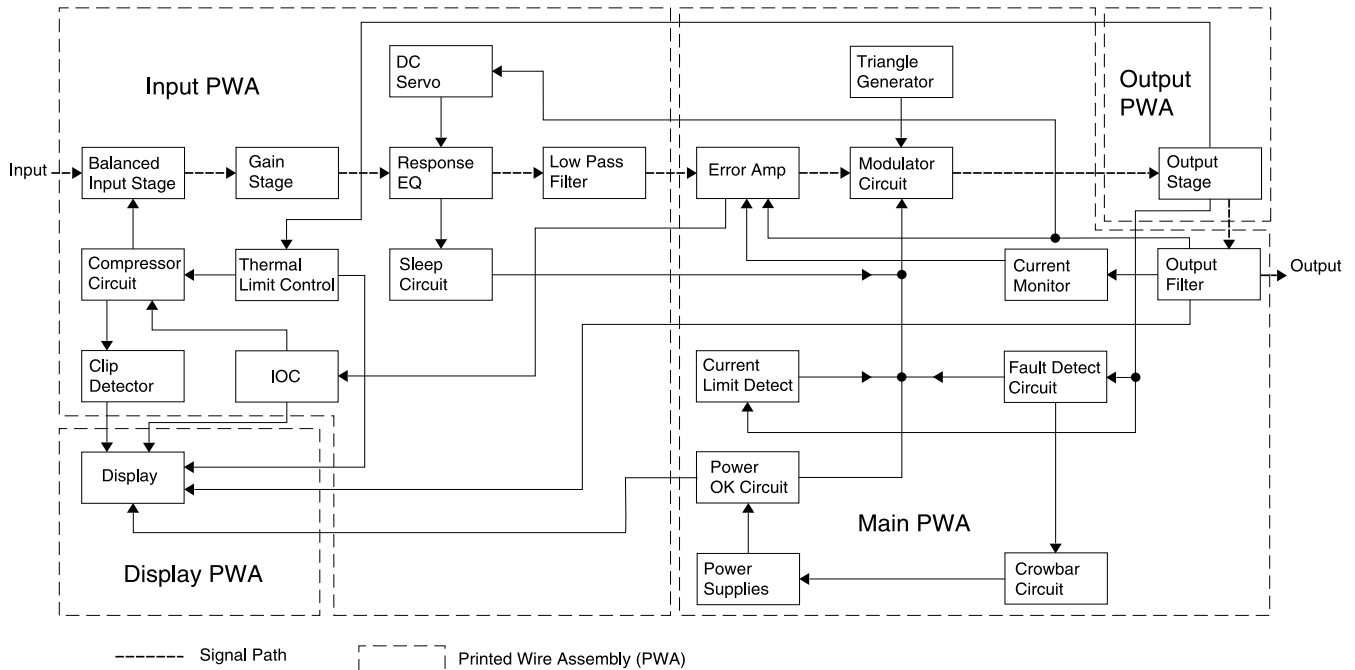 DC
Servo
Triangle
Generator
Input PWA
Output
PWA
Input
Balanced
Input Stage
Gain
Stage
Response
EQ
Low Pass
Filter
Error Amp
Modulator
Circuit
Output
Stage
Compressor
Circuit
Thermal
Limit Control
Sleep
Circuit
Current
Monitor
Output
Filter
Output
Clip
Detector
IOC
Current
Limit Detect
Fault Detect
Circuit
Display
Power
OK Circuit
Main PWA
Display PWA
Power
Supplies
Crowbar
Circuit
Signal Path
Printed Wire Assembly (PWA)